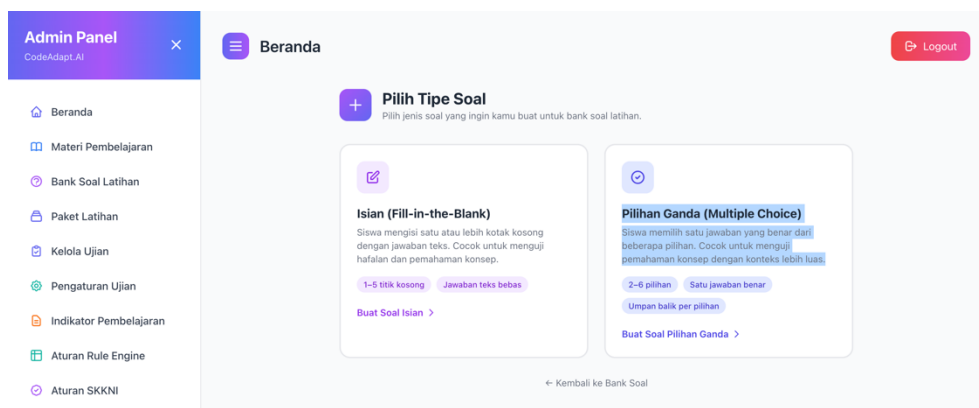 Admin Panel
CodeAdapt.AI
Beranda
Materi Pembelajaran
Bank Soal Latihan
Paket Latihan
Kelola Ujian
Pengaturan Ujian
Indikator Pembelajaran
Aturan Rule Engine
Aturan SKKNI
Beranda
Logout
Pilih Tipe Soal
Pilih jenis soal yang ingin kamu buat untuk bank soal latihan.
Isian (Fill-in-the-Blank)
Siswa mengisi satu atau lebih kotak kosong
dengan jawaban teks. Cocok untuk menguji
hafalan dan pemahaman konsep.
1–5 titik kosong
Jawaban teks bebas
Buat Soal Isian >
Pilihan Ganda (Multiple Choice)
Siswa memilih satu jawaban yang benar dari
beberapa pilihan. Cocok untuk menguji
pemahaman konsep dengan konteks lebih luas.
2–6 pilihan
Satu jawaban benar
Umpan balik per pilihan
Buat Soal Pilihan Ganda >
← Kembali ke Bank Soal